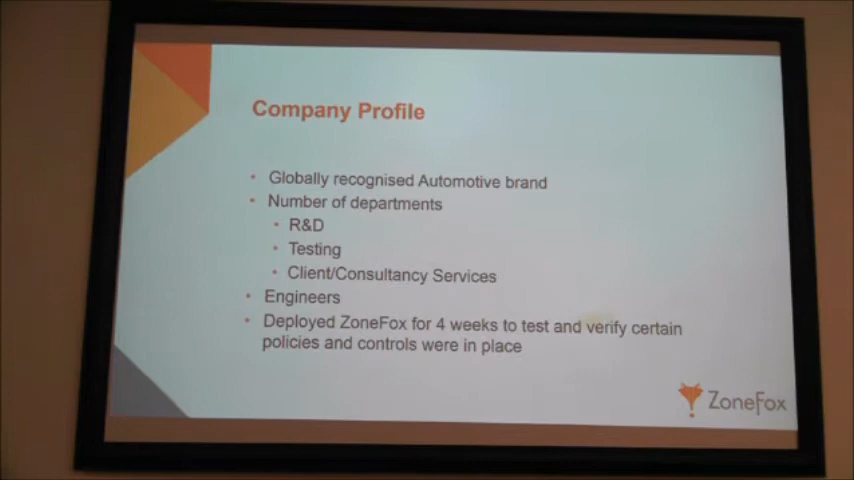 Company Profile
• Globally recognised Automotive brand
• Number of departments
• R&D
• Testing
• Client/Consultancy Services
• Engineers
• Deployed ZoneFox for 4 weeks to test and verify certain
policies and controls were in place
ZoneFox